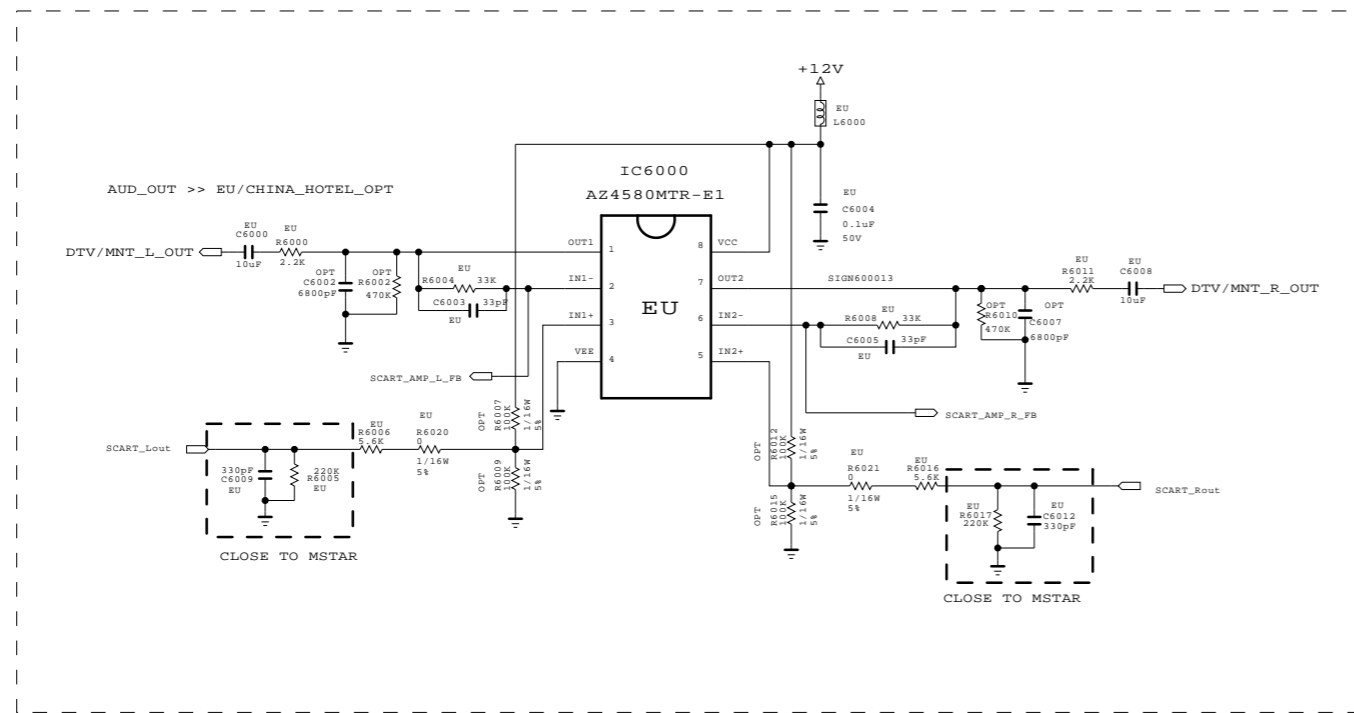 +12V
EU
L6000
IC6000
AZ4580MTR-E1
AUD_OUT >> EU/CHINA_HOTEL_OPT
EU
C6004
0.1uF
50V
DTV/MNT_L_OUT
EU
C6000
10uF
EU
R6000
2.2K
OPT
C6002
6800pF
OPT
R6002
470K
EU
R6004
33K
C6003
33pF
EU
OUT1
1
IN1-
2
IN1+
3
VEE
4
EU
8
VCC
7
OUT2
6
IN2-
5
IN2+
SIGN600013
EU
R6008
33K
C6005
33pF
EU
OPT
R6010
470K
OPT
C6007
6800pF
EU
R6011
2.2K
EU
C6008
10uF
DTV/MNT_R_OUT
SCART_AMP_L_FB
SCART_AMP_R_FB
SCART_Lout
330pF
C6009
EU
220K
R6005
EU
CLOSE TO MSTAR
EU
R6006
5.6K
EU
R6020
0
1/16W
5%
OPT
R6007
100K
1/16W
5%
OPT
R6009
100K
1/16W
5%
OPT
R6012
100K
1/16W
5%
OPT
R6015
100K
1/16W
5%
EU
R6021
0
1/16W
5%
EU
R6016
5.6K
EU
R6017
220K
EU
C6012
330pF
SCART_Rout
CLOSE TO MSTAR